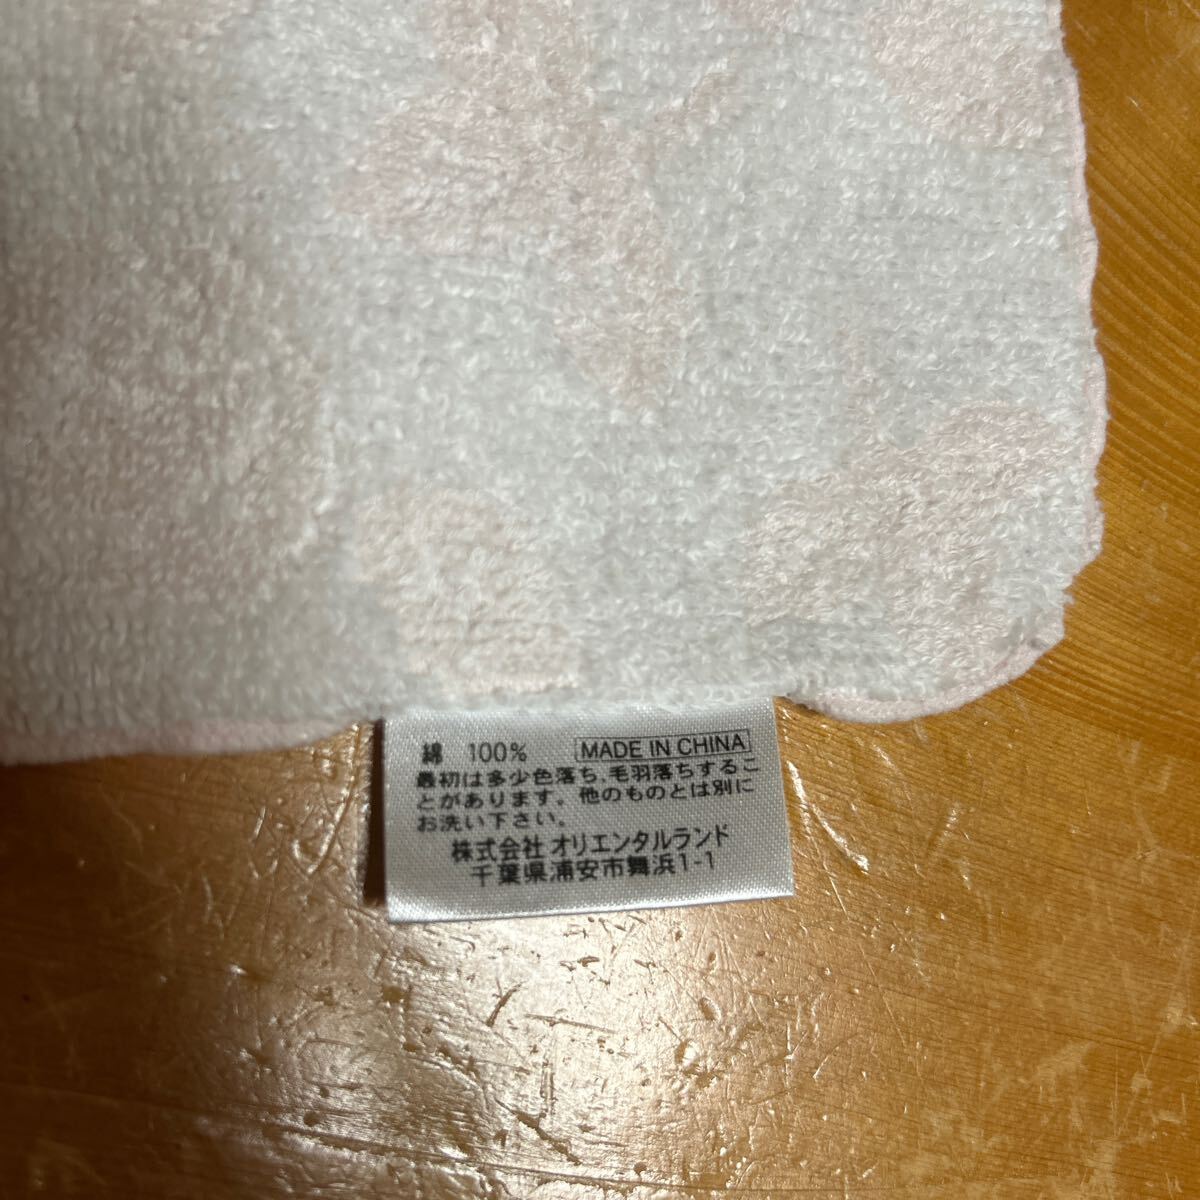 綿 100% MADE IN CHINA
最初は多少色落ち、毛羽落ちするこ
とがあります。他のものとは別に
お洗い下さい。
株式会社 オリエンタルランド
千葉県浦安市舞浜1-1